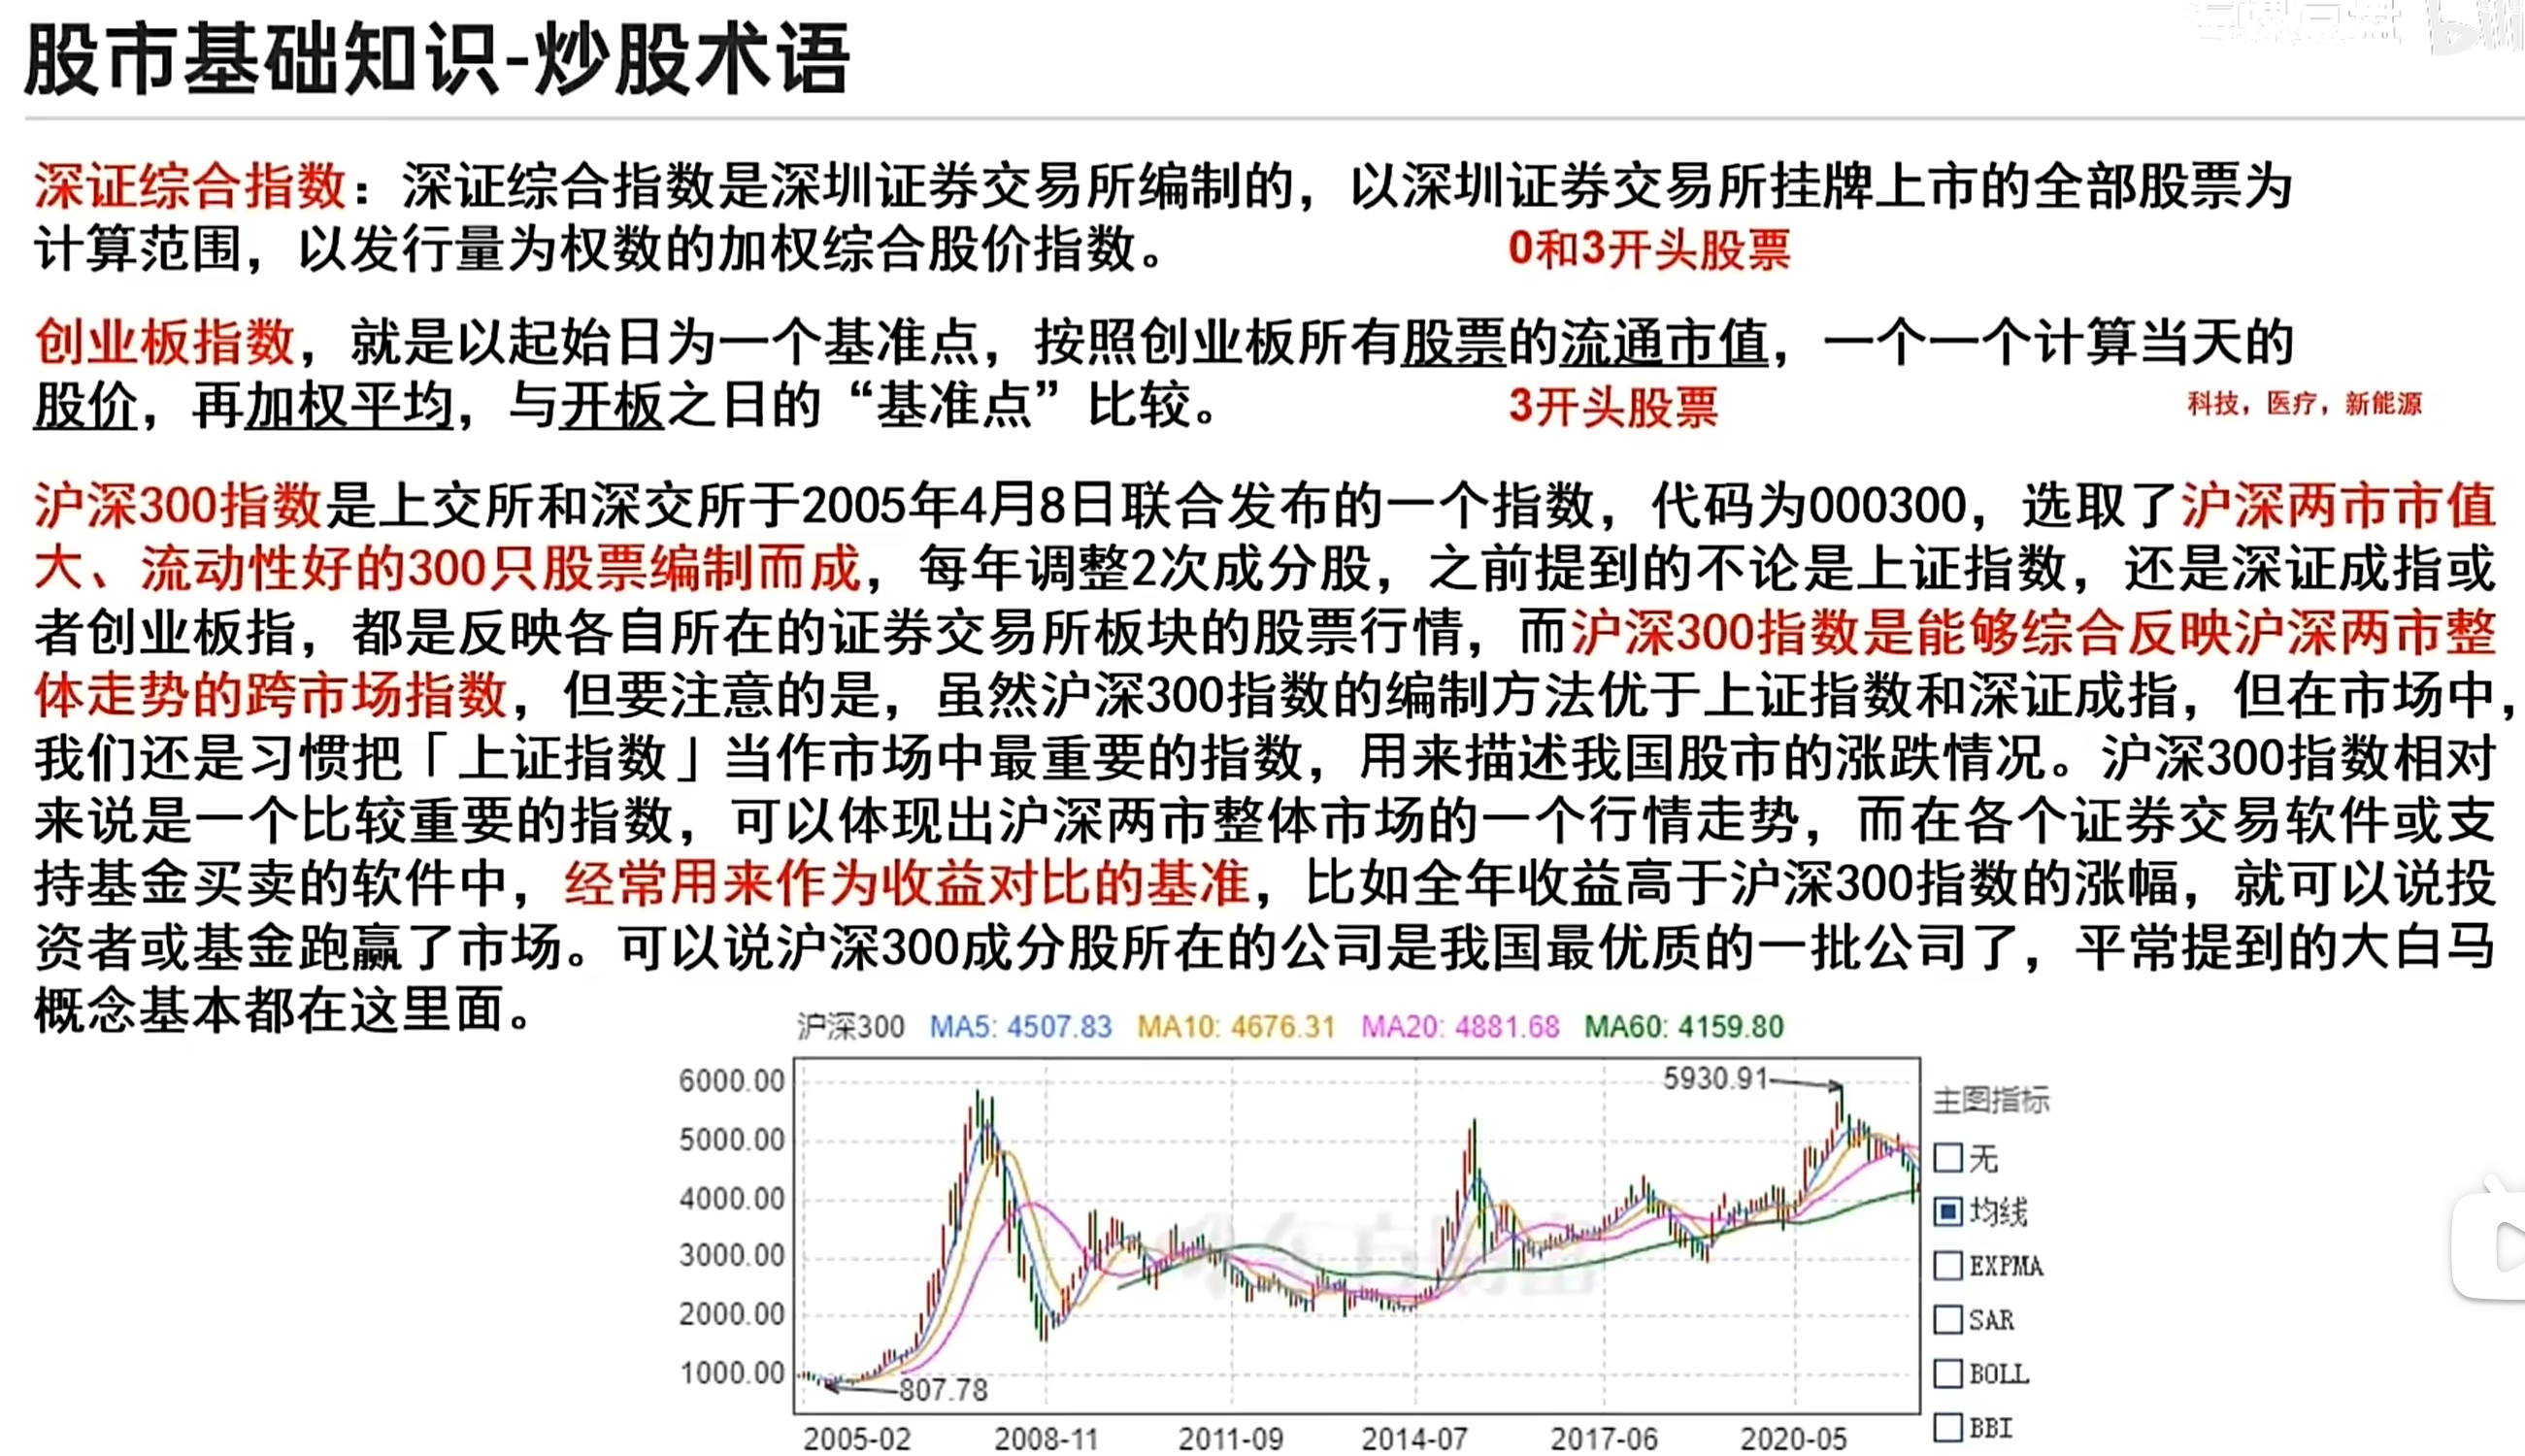 股市基础知识-炒股术语
深证综合指数：深证综合指数是深圳证券交易所编制的，以深圳证券交易所挂牌上市的全部股票为
计算范围，以发行量为权数的加权综合股价指数。
0和3开头股票
创业板指数，就是以起始日为一个基准点，按照创业板所有股票的流通市值，一个一个计算当天的
股价，再加权平均，与开板之日的“基准点”比较。
3开头股票
科技，医疗，新能源
沪深300指数是上交所和深交所于2005年4月8日联合发布的一个指数，代码为000300，选取了沪深两市市值
大、流动性好的300只股票编制而成，每年调整2次成分股，之前提到的不论是上证指数，还是深证成指或
者创业板指，都是反映各自所在的证券交易所板块的股票行情，而沪深300指数是能够综合反映沪深两市整
体走势的跨市场指数，但要注意的是，虽然沪深300指数的编制方法优于上证指数和深证成指，但在市场中，
我们还是习惯把「上证指数」当作市场中最重要的指数，用来描述我国股市的涨跌情况。沪深300指数相对
来说是一个比较重要的指数，可以体现出沪深两市整体市场的一个行情走势，而在各个证券交易软件或支
持基金买卖的软件中，经常用来作为收益对比的基准，比如全年收益高于沪深300指数的涨幅，就可以说投
资者或基金跑赢了市场。可以说沪深300成分股所在的公司是我国最优质的一批公司了，平常提到的大白马
概念基本都在这里面。
沪深300 MA5: 4507.83 MA10: 4676.31 MA20: 4881.68 MA60: 4159.80
6000.00
5000.00
4000.00
3000.00
2000.00
1000.00
5930.91
807.78
2005-02 2008-11 2011-09 2014-07 2017-06 2020-05
主图指标
无
均线
EXPMA
SAR
BOLL
BBI